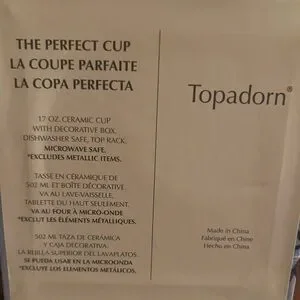 THE PERFECT CUP
LA COUPE PARFAITE
LA COPA PERFECTA
17 OZ. CERAMIC CUP
WITH DECORATIVE BOX.
DISHWASHER SAFE, TOP RACK.
MICROWAVE SAFE.
*EXCLUDES METALLIC ITEMS.
TASSE EN CÉRAMIQUE DE
502 ML ET BOÎTE DÉCORATIVE.
VA AU LAVE-VAISSELLE,
TABLETTE DU HAUT SEULEMENT.
VA AU FOUR À MICRO-ONDE
*EXCLUT LES ÉLÉMENTS MÉTALLIQUES.
502 ML TAZA DE CERÁMICA
Y CAJA DECORATIVA.
LA REJILLA SUPERIOR DEL LAVAPLATOS.
SI PUEDA USAR EN LA MICROONDA
*EXCLUYE LOS ELEMENTOS METÁLICOS.
Topadorn®
Made in China
Fabriqué en Chine
Hecho en China